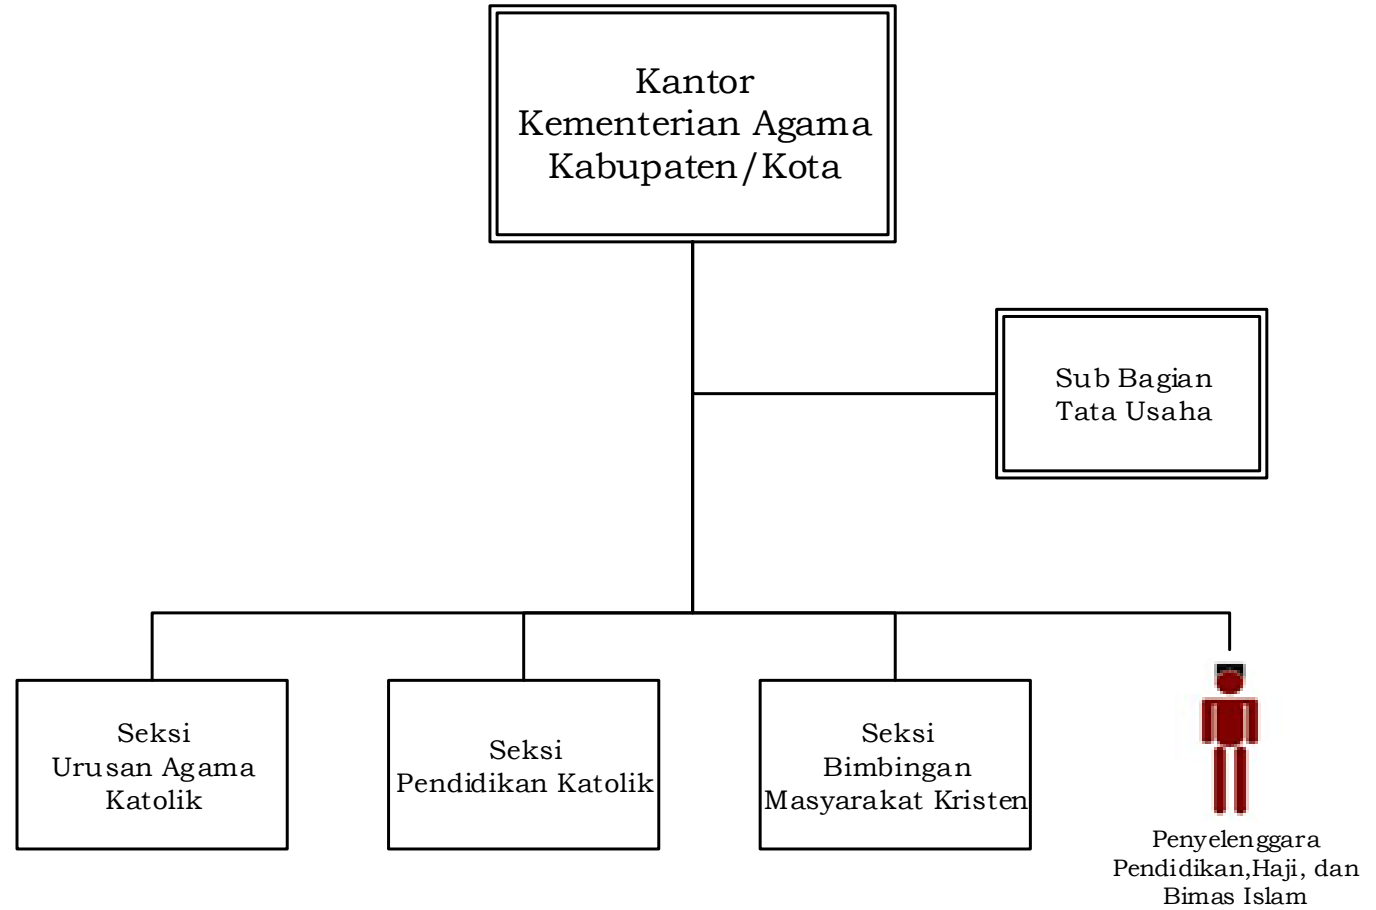 Kantor
Kementerian Agama
Kabupaten/Kota
Sub Bagian
Tata Usaha
Seksi
Urusan Agama
Katolik
Seksi
Pendidikan Katolik
Seksi
Bimbingan
Masyarakat Kristen
Penyelenggara
Pendidikan,Haji, dan
Bimas Islam